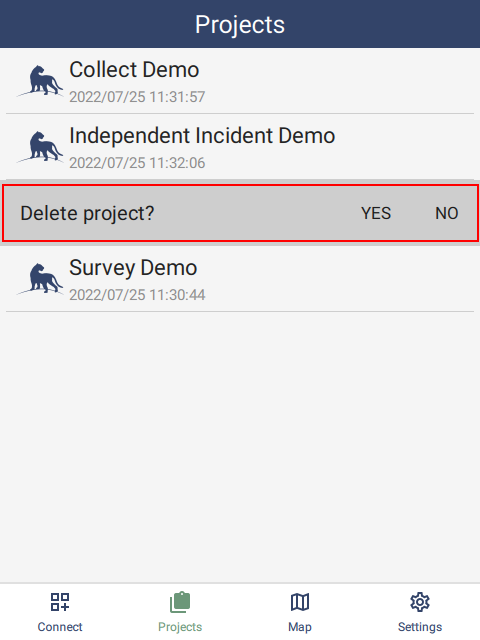 Projects
Collect Demo
2022/07/25 11:31:57
Independent Incident Demo
2022/07/25 11:32:06
Delete project? YES NO
Survey Demo
2022/07/25 11:30:44
Connect Projects Map Settings